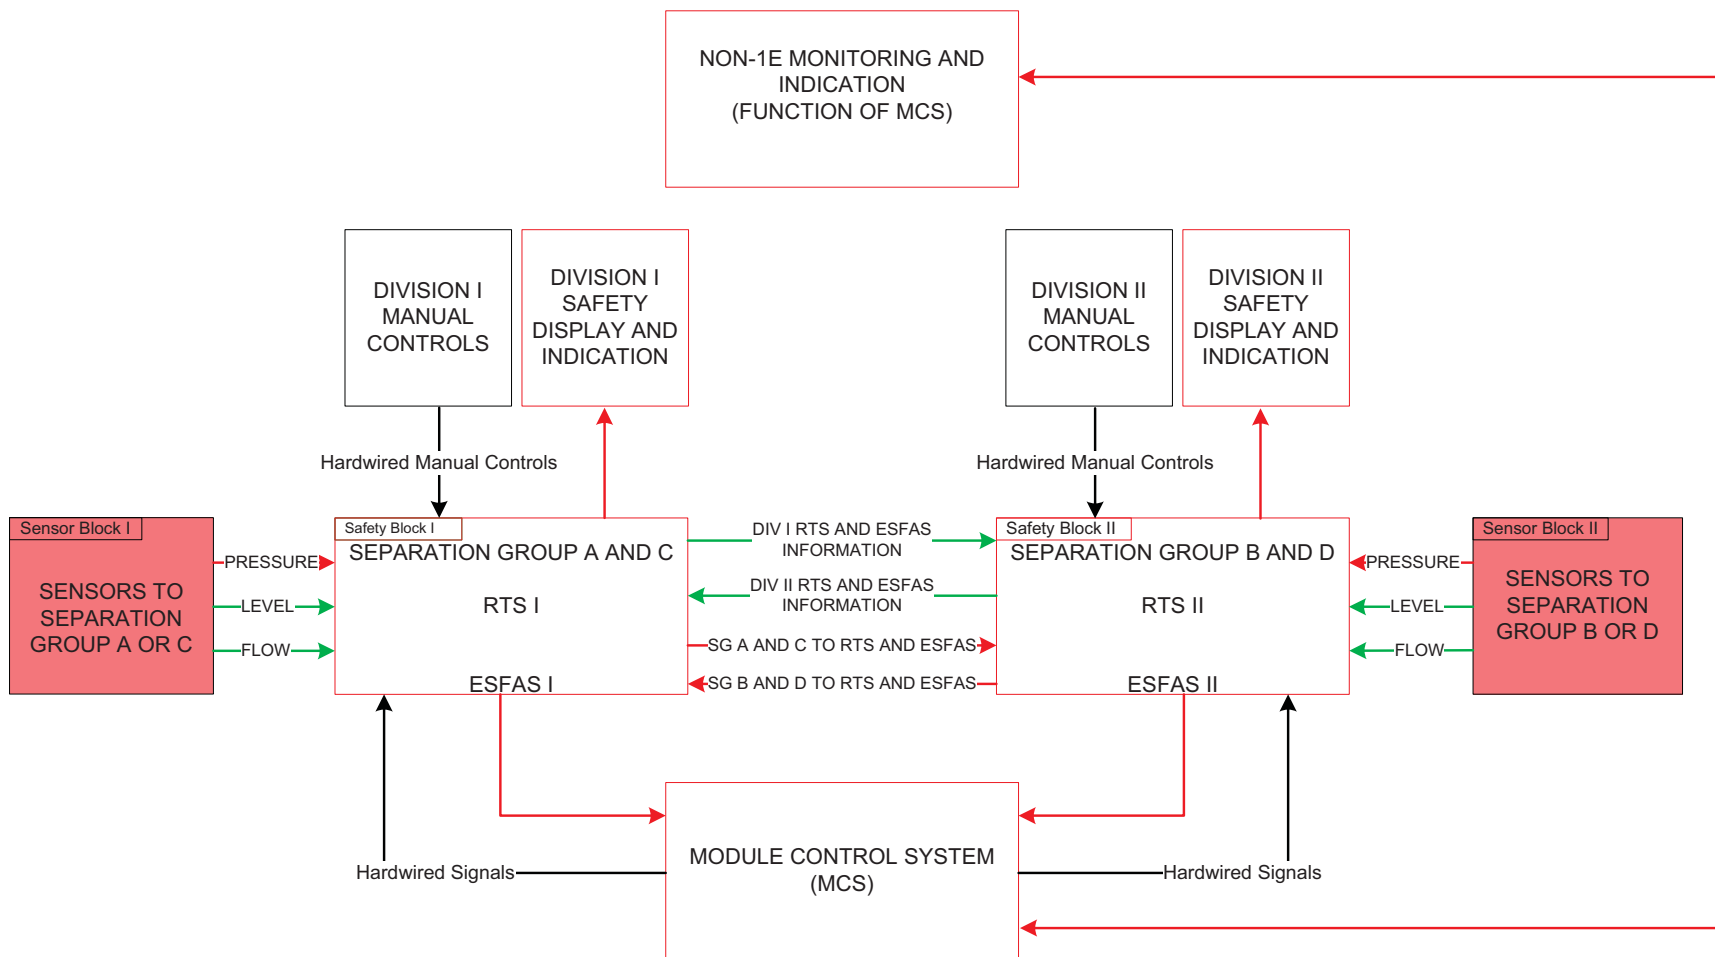 NON-1E MONITORING AND
INDICATION
(FUNCTION OF MCS)
DIVISION I
MANUAL
CONTROLS
DIVISION I
SAFETY
DISPLAY AND
INDICATION
DIVISION II
MANUAL
CONTROLS
DIVISION II
SAFETY
DISPLAY AND
INDICATION
Hardwired Manual Controls
Hardwired Manual Controls
Sensor Block I
SENSORS TO
SEPARATION
GROUP A OR C
PRESSURE
LEVEL
FLOW
Safety Block I
SEPARATION GROUP A AND C
RTS I
ESFAS I
DIV I RTS AND ESFAS
INFORMATION
DIV II RTS AND ESFAS
INFORMATION
SG A AND C TO RTS AND ESFAS
SG B AND D TO RTS AND ESFAS
Safety Block II
SEPARATION GROUP B AND D
RTS II
ESFAS II
PRESSURE
LEVEL
FLOW
Sensor Block II
SENSORS TO
SEPARATION
GROUP B OR D
Hardwired Signals
MODULE CONTROL SYSTEM
(MCS)
Hardwired Signals